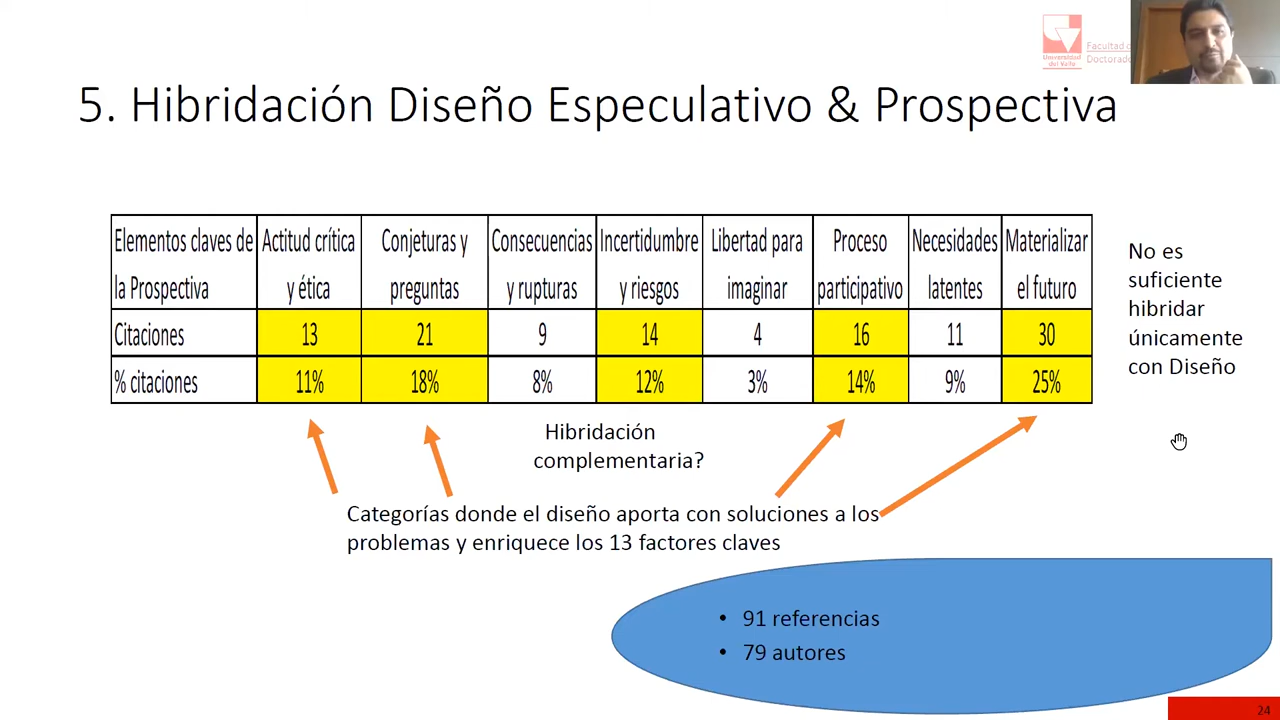 Universidad
del Valle
Facultad
Doctorado
5. Hibridación Diseño Especulativo & Prospectiva
Elementos claves de la Prospectiva Actitud crítica y ética Conjeturas y preguntas Consecuencias y rupturas Incertidumbre y riesgos Libertad para imaginar Proceso participativo Necesidades latentes Materializar el futuro
Citaciones 13 21 9 14 4 16 11 30
% citaciones 11% 18% 8% 12% 3% 14% 9% 25%
No es
suficiente
hibridar
únicamente
con Diseño
Hibridación
complementaria?
Categorías donde el diseño aporta con soluciones a los
problemas y enriquece los 13 factores claves
• 91 referencias
• 79 autores
24